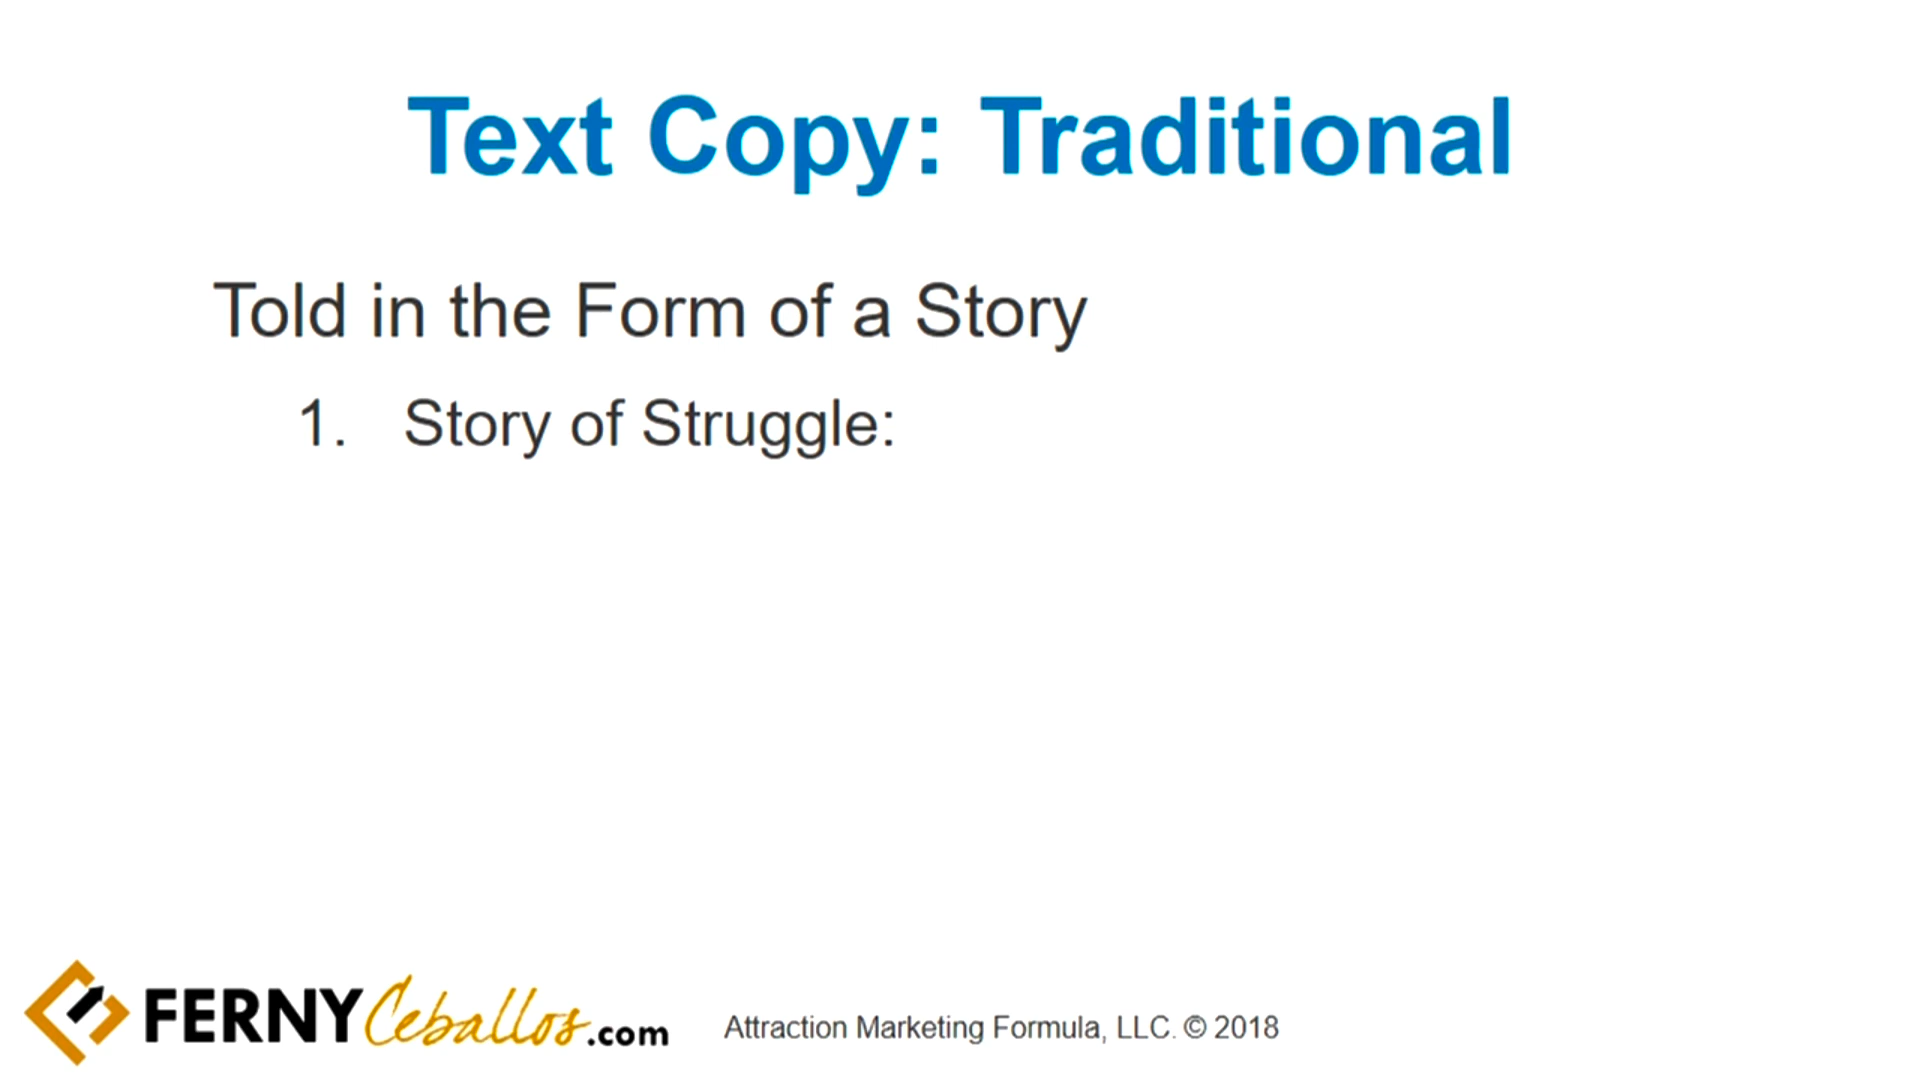 Text Copy: Traditional
Told in the Form of a Story
1. Story of Struggle:
FERNY Ceballos .com
Attraction Marketing Formula, LLC. © 2018